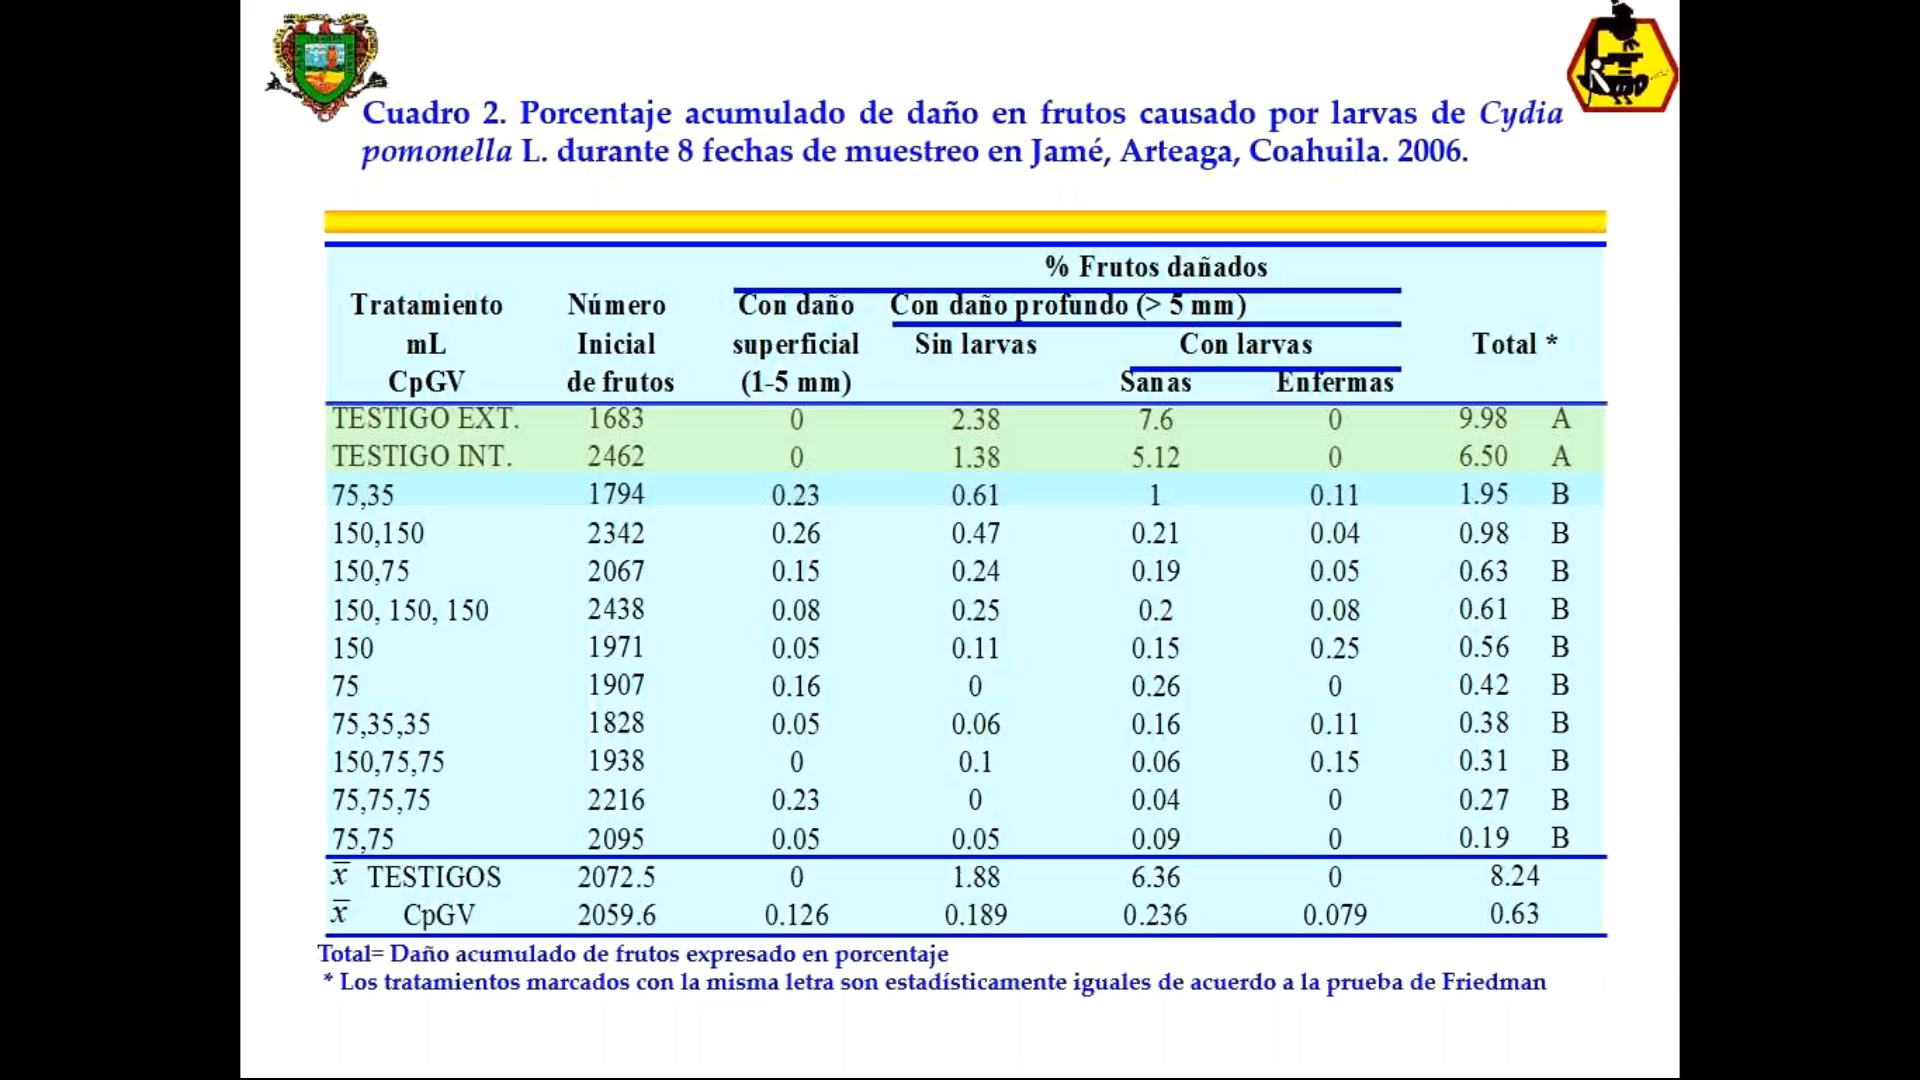 Cuadro 2. Porcentaje acumulado de daño en frutos causado por larvas de Cydia
pomonella L. durante 8 fechas de muestreo en Jamé, Arteaga, Coahuila. 2006.
% Frutos dañados
Tratamiento Número Con daño Con daño profundo (> 5 mm)
mL Inicial superficial Sin larvas Con larvas Total *
CpGV de frutos (1-5 mm) Sanas Enfermas
TESTIGO EXT. 1683 0 2.38 7.6 0 9.98 A
TESTIGO INT. 2462 0 1.38 5.12 0 6.50 A
75,35 1794 0.23 0.61 1 0.11 1.95 B
150,150 2342 0.26 0.47 0.21 0.04 0.98 B
150,75 2067 0.15 0.24 0.19 0.05 0.63 B
150, 150, 150 2438 0.08 0.25 0.2 0.08 0.61 B
150 1971 0.05 0.11 0.15 0.25 0.56 B
75 1907 0.16 0 0.26 0 0.42 B
75,35,35 1828 0.05 0.06 0.16 0.11 0.38 B
150,75,75 1938 0 0.1 0.06 0.15 0.31 B
75,75,75 2216 0.23 0 0.04 0 0.27 B
75,75 2095 0.05 0.05 0.09 0 0.19 B
x̅ TESTIGOS 2072.5 0 1.88 6.36 0 8.24
x̅ CpGV 2059.6 0.126 0.189 0.236 0.079 0.63
Total= Daño acumulado de frutos expresado en porcentaje
* Los tratamientos marcados con la misma letra son estadísticamente iguales de acuerdo a la prueba de Friedman